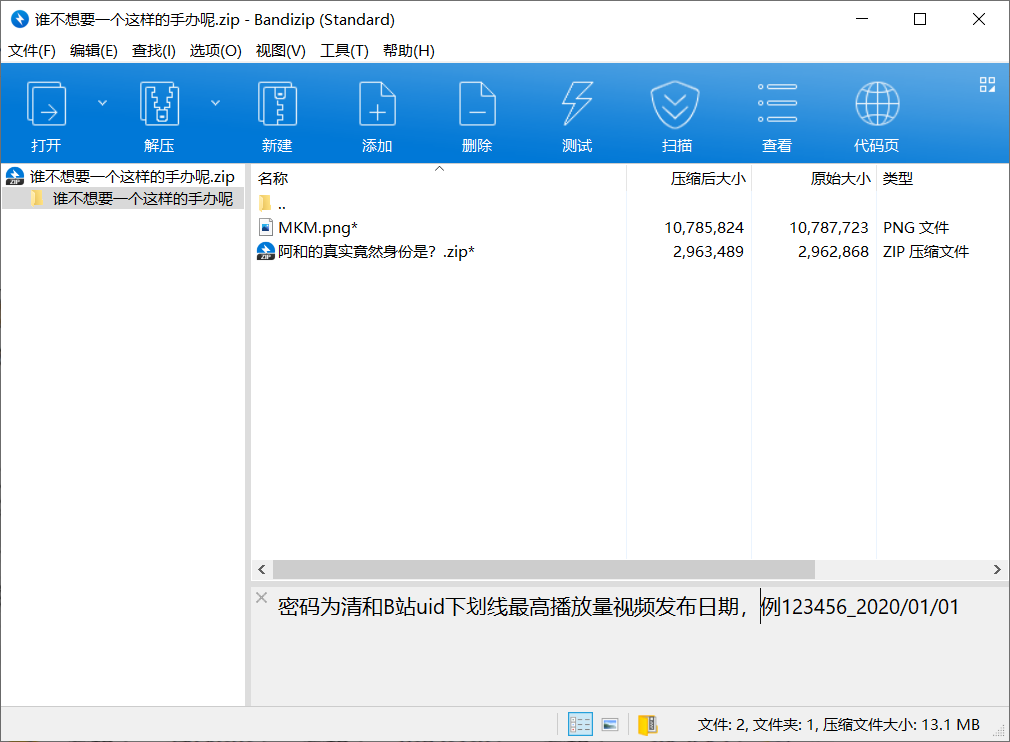 谁不想要一个这样的手办呢.zip - Bandizip (Standard)
文件(F) 编辑(E) 查找(I) 选项(O) 视图(V) 工具(T) 帮助(H)
打开 解压 新建 添加 删除 测试 扫描 查看 代码页
谁不想要一个这样的手办呢.zip
谁不想要一个这样的手办呢
名称 压缩后大小 原始大小 类型
..
MKM.png* 10,785,824 10,787,723 PNG 文件
阿和的真实竟然身份是？.zip* 2,963,489 2,962,868 ZIP 压缩文件
密码为清和B站uid下划线最高播放量视频发布日期，例123456_2020/01/01
文件: 2, 文件夹: 1, 压缩文件大小: 13.1 MB